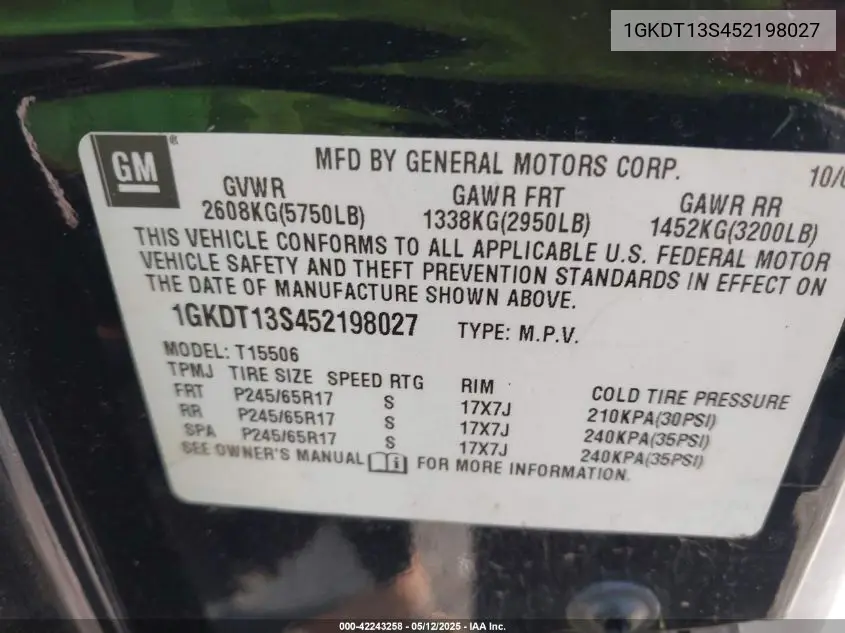 1GKDT13S452198027
GM ®
MFD BY GENERAL MOTORS CORP.
GVWR GAWR FRT GAWR RR
2608KG(5750LB) 1338KG(2950LB) 1452KG(3200LB)
THIS VEHICLE CONFORMS TO ALL APPLICABLE U.S. FEDERAL MOTOR
VEHICLE SAFETY AND THEFT PREVENTION STANDARDS IN EFFECT ON
THE DATE OF MANUFACTURE SHOWN ABOVE.
1GKDT13S452198027 TYPE: M.P.V.
MODEL: T15506
TPMJ TIRE SIZE SPEED RTG RIM COLD TIRE PRESSURE
FRT P245/65R17 S 17X7J 210KPA(30PSI)
RR P245/65R17 S 17X7J 240KPA(35PSI)
SPA P245/65R17 S 17X7J 240KPA(35PSI)
SEE OWNER'S MANUAL i FOR MORE INFORMATION.
000-42243258 - 05/12/2025 - IAA Inc.